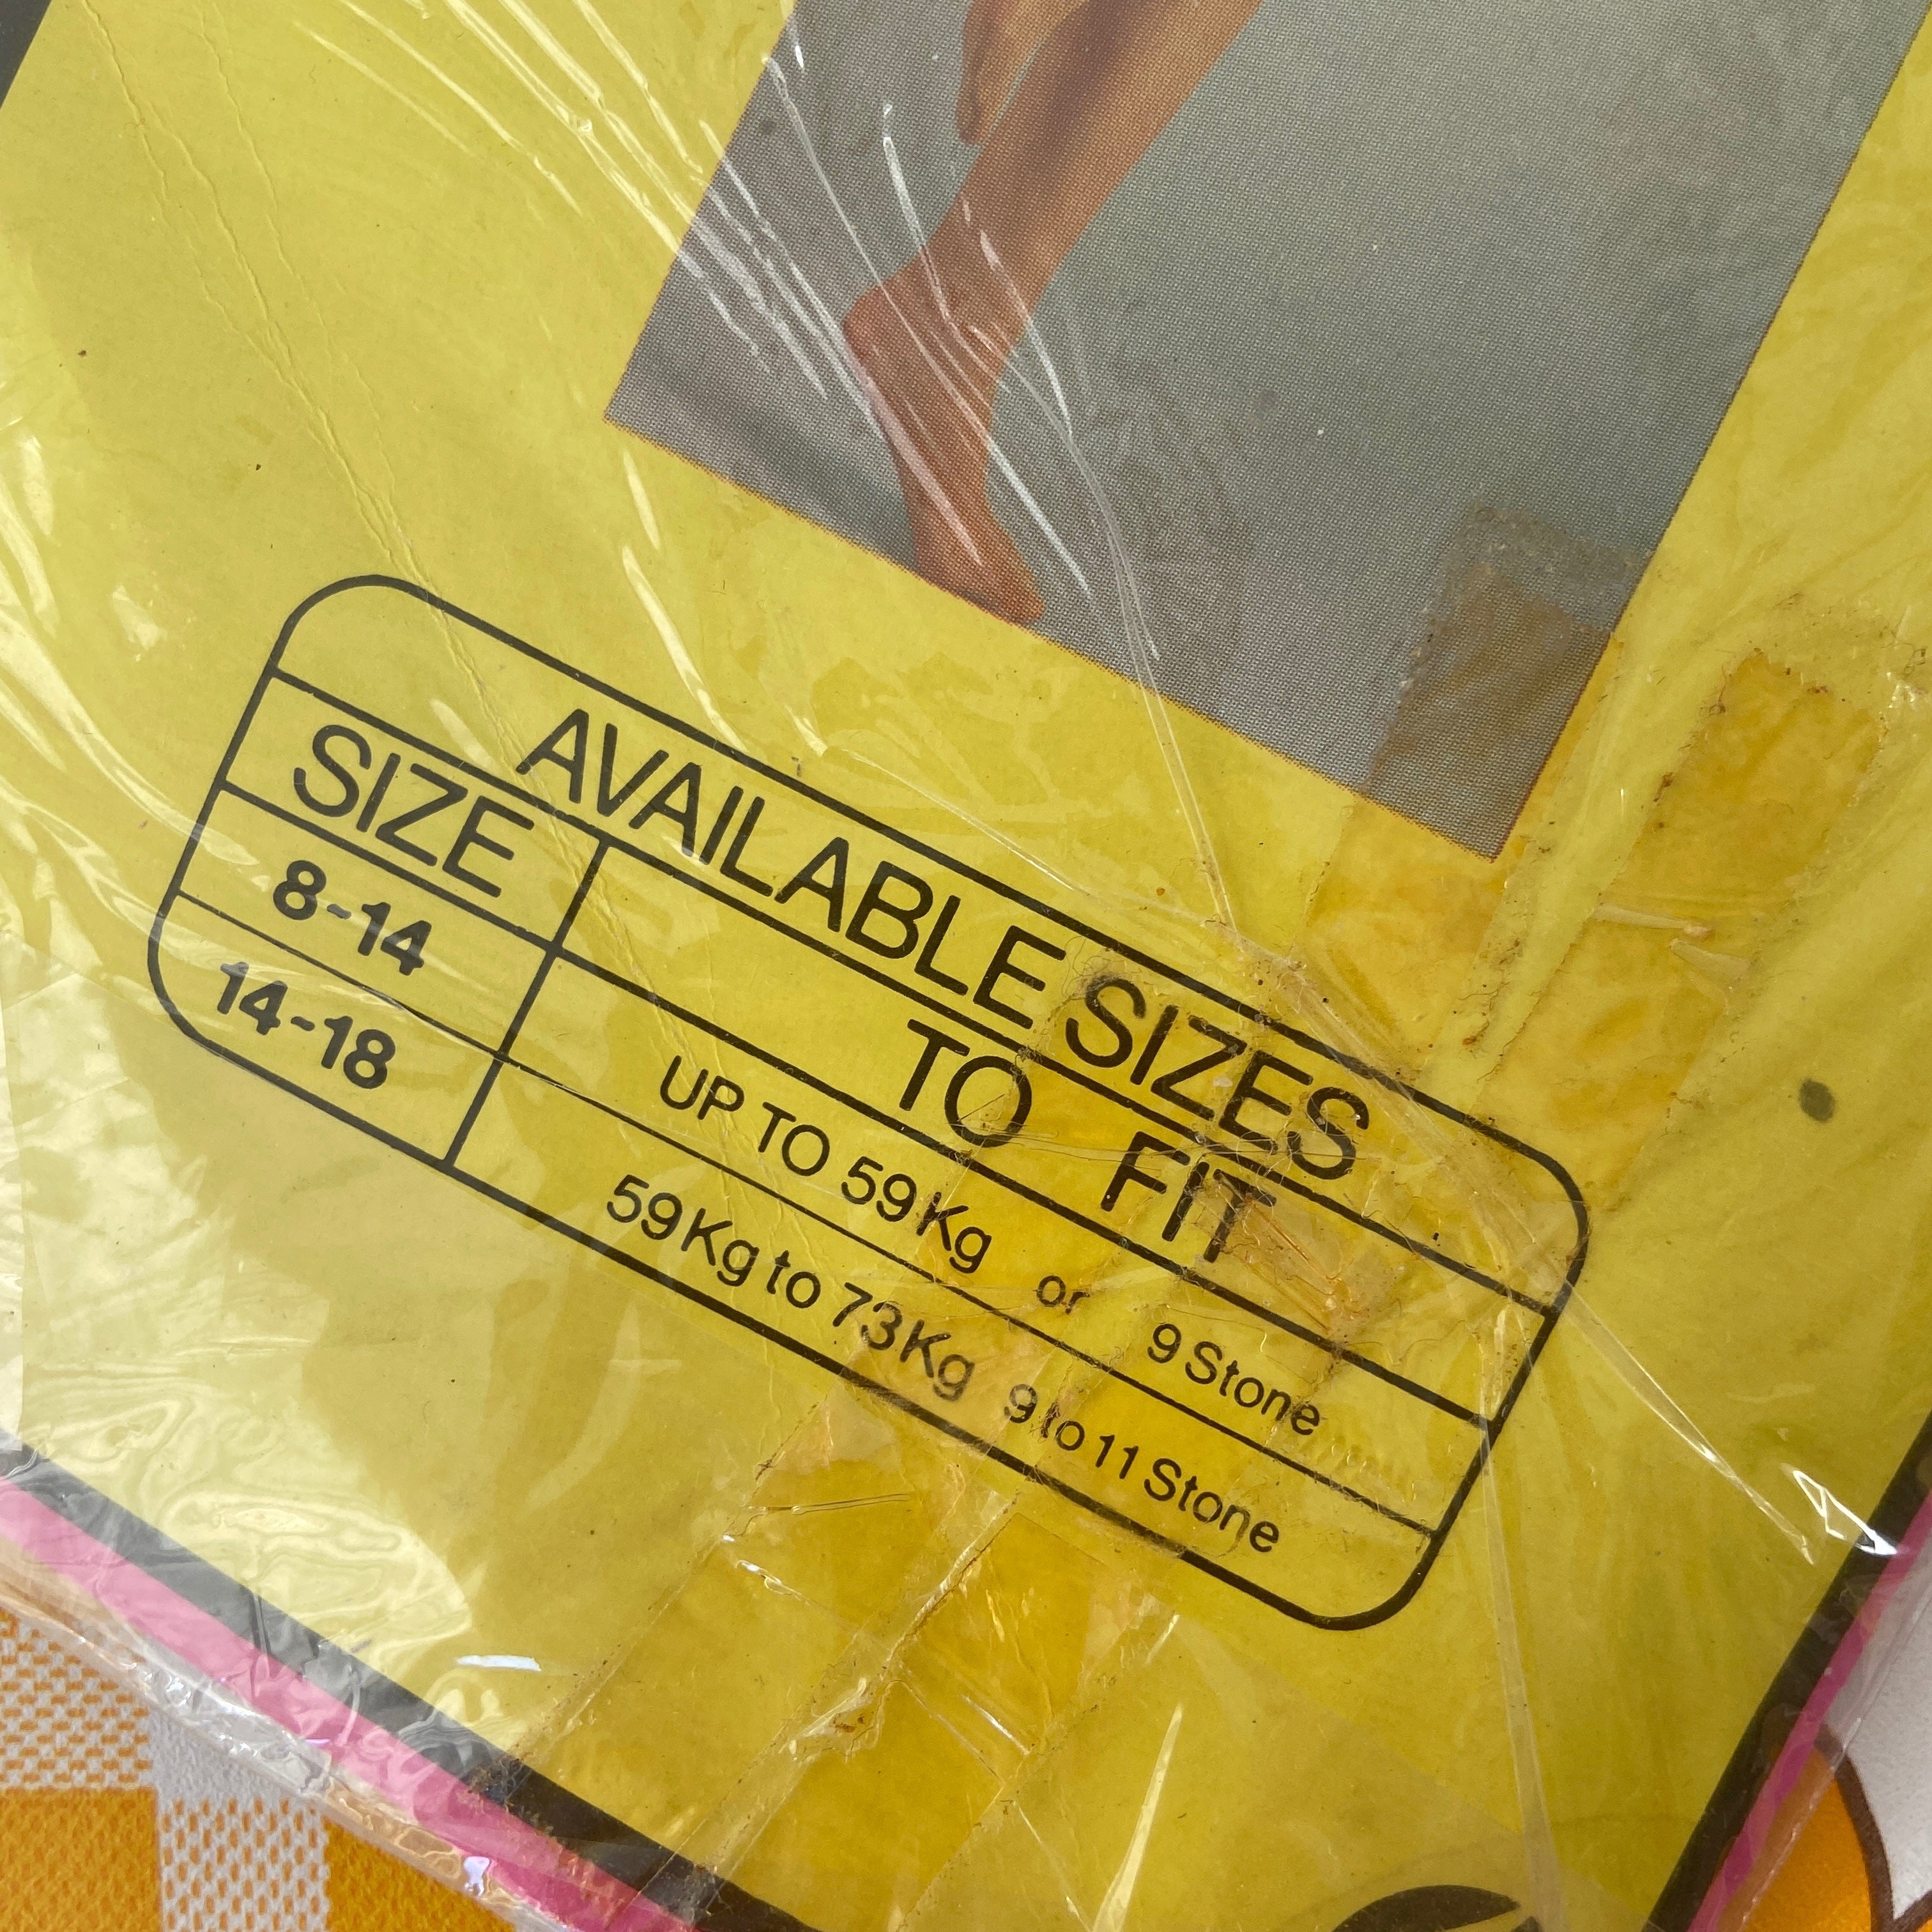 AVAILABLE SIZES
SIZE TO FIT
8-14 UP TO 59Kg or 9 Stone
14-18 59Kg to 73Kg 9 to 11 Stone